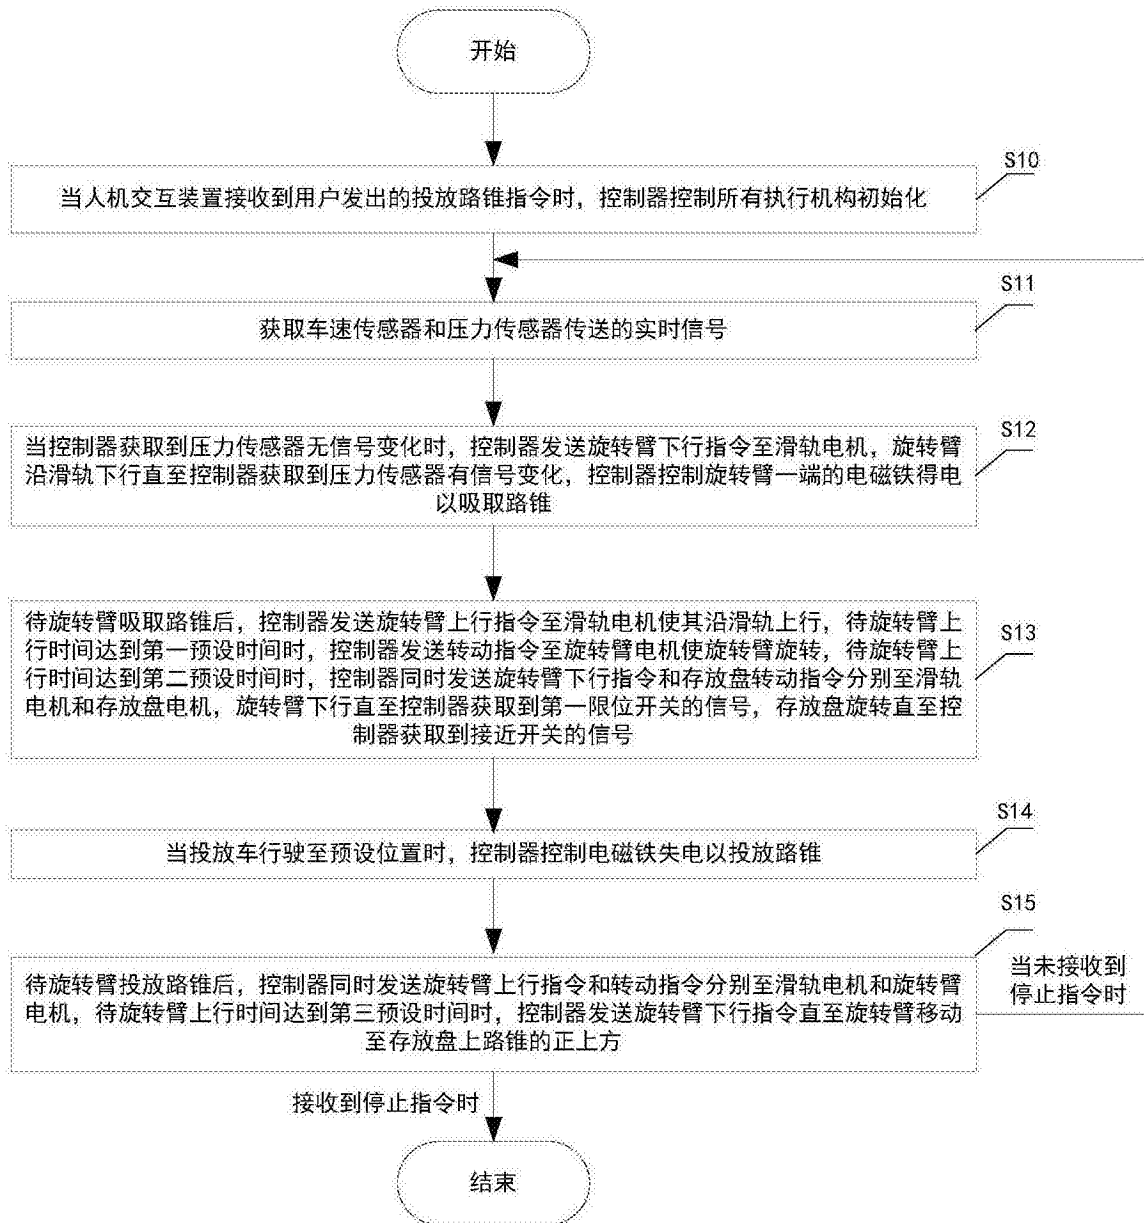 开始
S10
当人机交互装置接收到用户发出的投放路锥指令时，控制器控制所有执行机构初始化
S11
获取车速传感器和压力传感器传送的实时信号
S12
当控制器获取到压力传感器无信号变化时，控制器发送旋转臂下行指令至滑轨电机，旋转臂
沿滑轨下行直至控制器获取到压力传感器有信号变化，控制器控制旋转臂一端的电磁铁得电
以吸取路锥
S13
待旋转臂吸取路锥后，控制器发送旋转臂上行指令至滑轨电机使其沿滑轨上行，待旋转臂上
行时间达到第一预设时间时，控制器发送转动指令至旋转臂电机使旋转臂旋转，待旋转臂上
行时间达到第二预设时间时，控制器同时发送旋转臂下行指令和存放盘转动指令分别至滑轨
电机和存放盘电机，旋转臂下行直至控制器获取到第一限位开关的信号，存放盘旋转直至控
制器获取到接近开关的信号
S14
当投放车行驶至预设位置时，控制器控制电磁铁失电以投放路锥
S15
待旋转臂投放路锥后，控制器同时发送旋转臂上行指令和转动指令分别至滑轨电机和旋转臂
电机，待旋转臂上行时间达到第三预设时间时，控制器发送旋转臂下行指令直至旋转臂移动
至存放盘上路锥的正上方
当未接收到
停止指令时
接收到停止指令时
结束